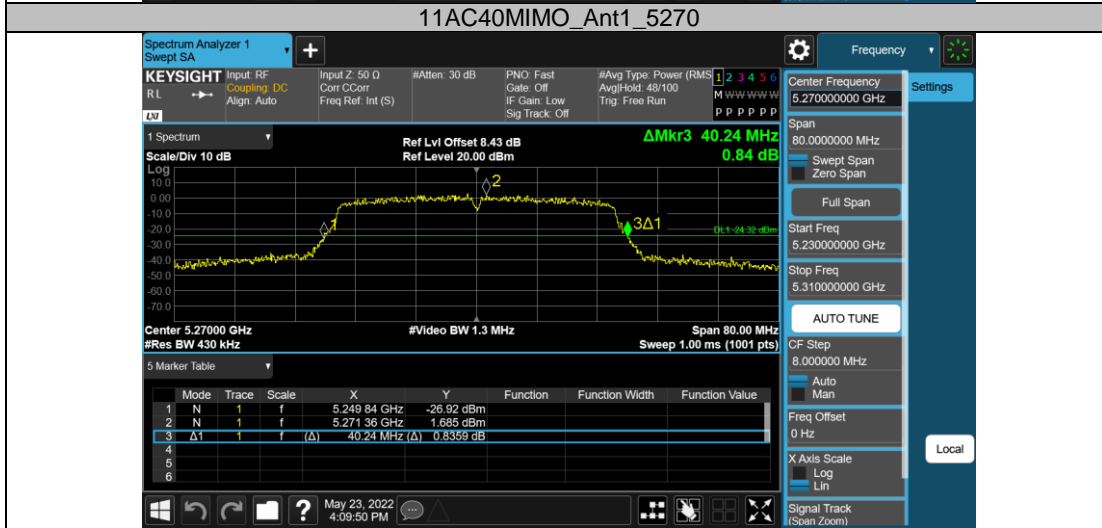 11AC40MIMO_Ant1_5270
Spectrum Analyzer 1
Swept SA
Frequency
KEYSIGHT
Input: RF
Input Z: 50 Ω
#Atten: 30 dB
PNO: Fast
#Avg Type: Power (RMS
1 2 3 4 5 6
R L
Coupling: DC
Corr CCorr
Gate: Off
Avg|Hold: 48/100
M W W W W W
Align: Auto
Freq Ref: Int (S)
IF Gain: Low
Trig: Free Run
Sig Track: Off
P P P P P P
LXI
1 Spectrum
Ref Lvl Offset 8.43 dB
ΔMkr3 40.24 MHz
Scale/Div 10 dB
Ref Level 20.00 dBm
0.84 dB
Log
10.0
0.00
-10.0
-20.0
-30.0
-40.0
-50.0
-60.0
-70.0
1
2
3Δ1
DL1 -24.32 dBm
Center 5.27000 GHz
#Video BW 1.3 MHz
Span 80.00 MHz
#Res BW 430 kHz
Sweep 1.00 ms (1001 pts)
5 Marker Table
Mode Trace Scale X Y Function Function Width Function Value
1 N 1 f 5.249 84 GHz -26.92 dBm
2 N 1 f 5.271 36 GHz 1.685 dBm
3 Δ1 1 f (Δ) 40.24 MHz (Δ) 0.8359 dB
4
5
6
?
May 23, 2022
4:09:50 PM
Center Frequency
5.270000000 GHz
Settings
Span
80.0000000 MHz
Swept Span
Zero Span
Full Span
Start Freq
5.230000000 GHz
Stop Freq
5.310000000 GHz
AUTO TUNE
CF Step
8.000000 MHz
Auto
Man
Freq Offset
0 Hz
Local
X Axis Scale
Log
Lin
Signal Track
(Span Zoom)